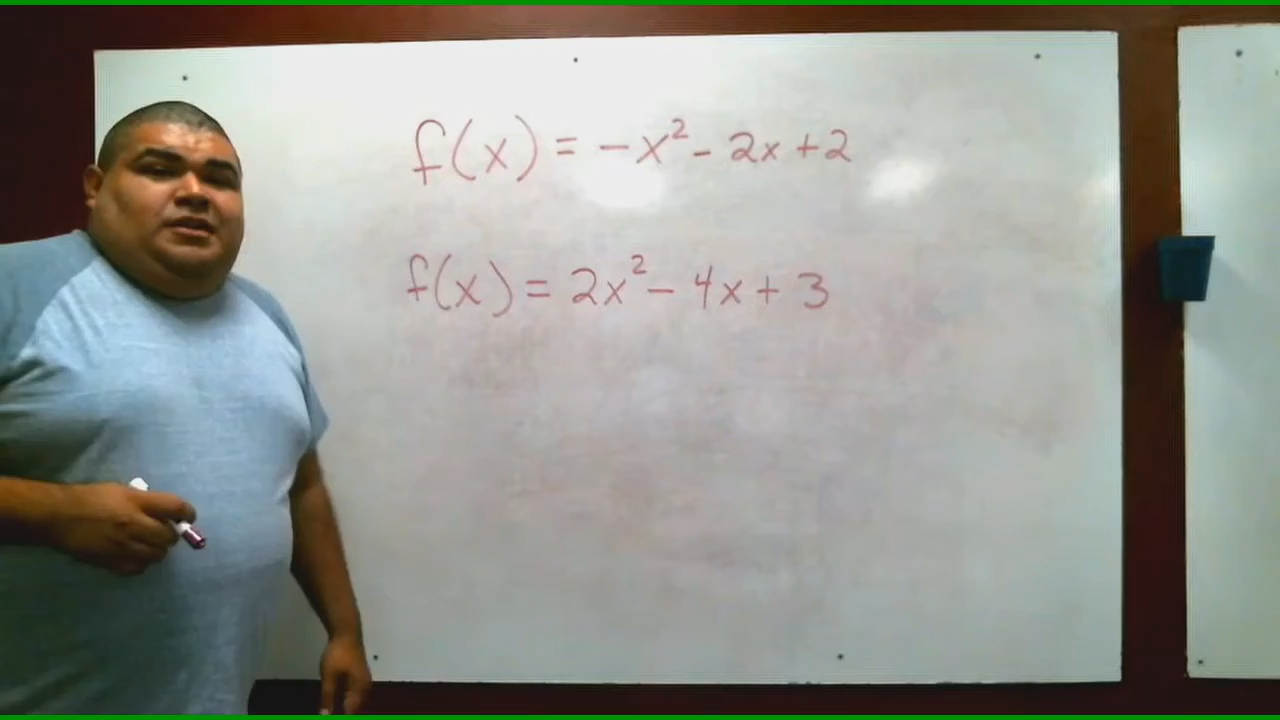 f(x) = -x² - 2x + 2
f(x) = 2x² - 4x + 3